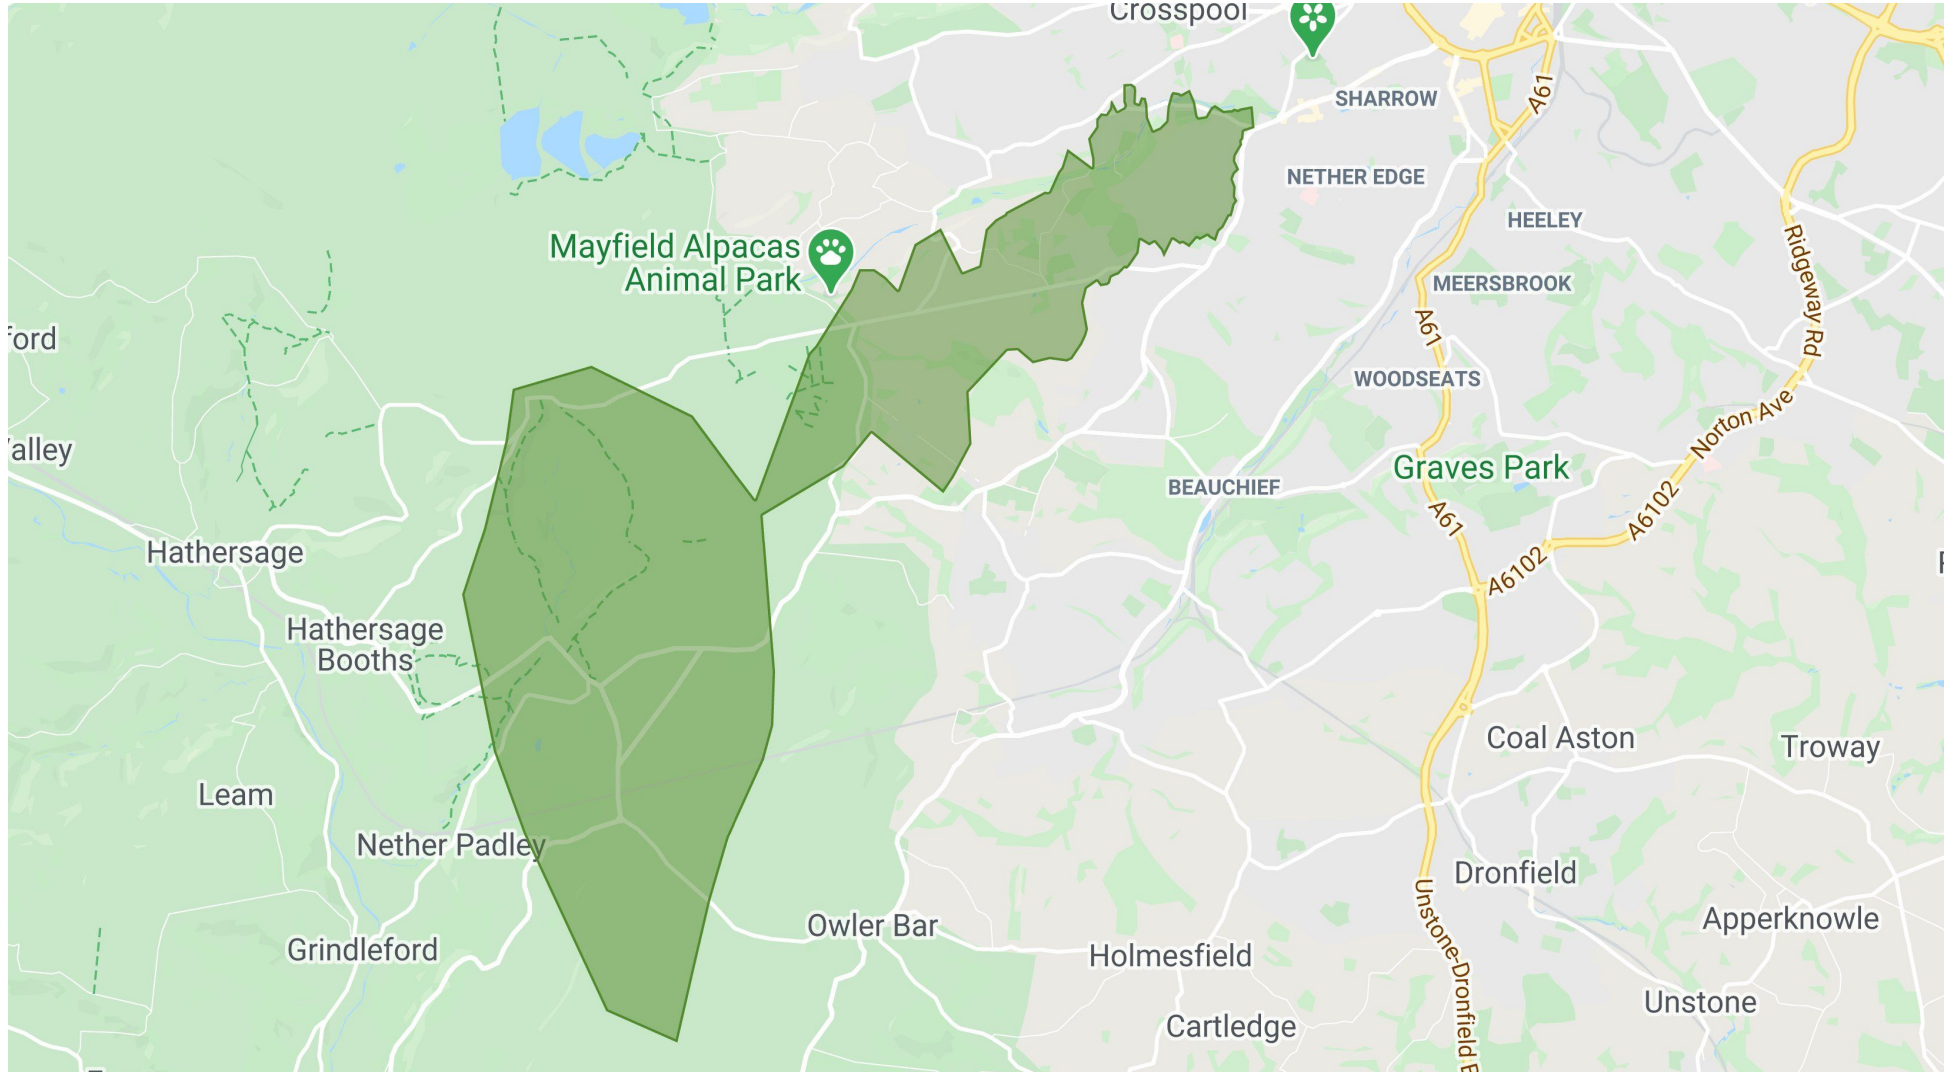 Crosspool
SHARROW
A61
NETHER EDGE
HEELEY
Mayfield Alpacas
Animal Park
Ridgeway Rd
MEERSBROOK
A61
ford
WOODSEATS
Norton Ave
alley
Graves Park
BEAUCHIEF
A61
A6102
Hathersage
A6102
Hathersage
Booths
Coal Aston
Troway
Leam
Nether Padley
Dronfield
Unstone-Dronfield
Apperknowle
Owler Bar
Grindleford
Holmesfield
Unstone
Cartledge